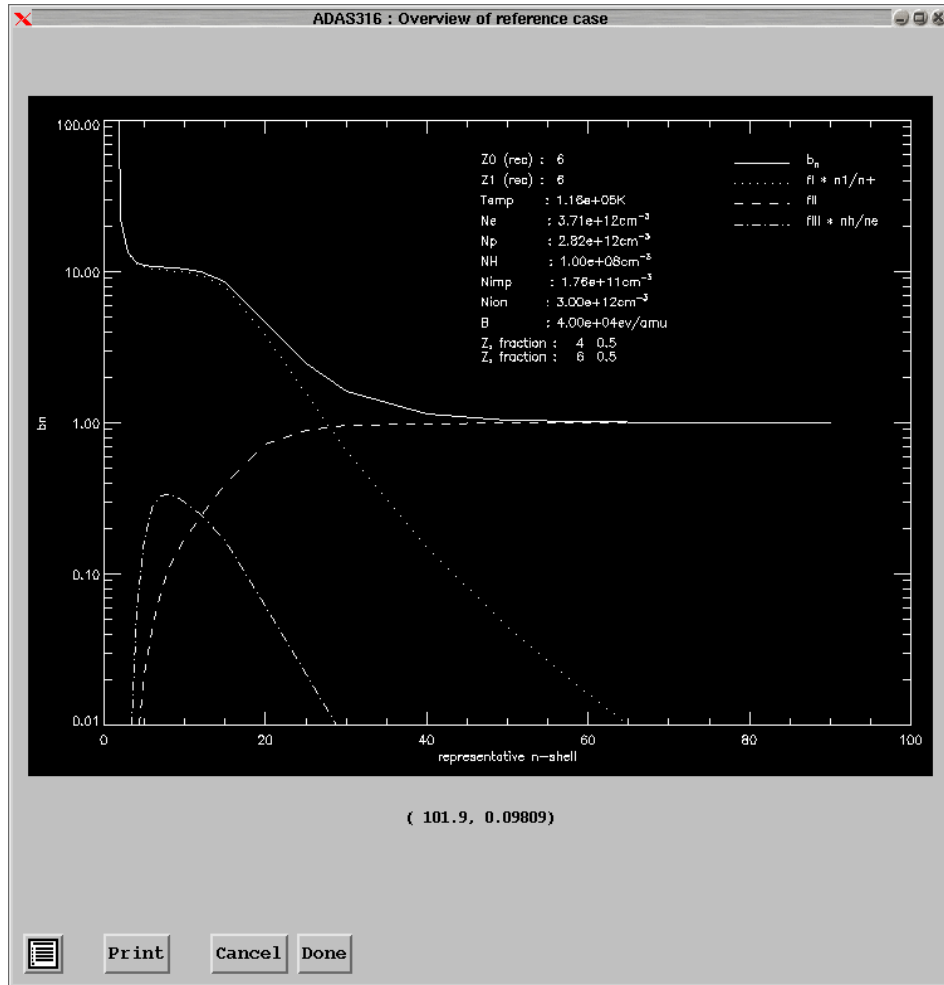 ADAS316 : Overview of reference case
100.00
10.00
1.00
0.10
0.01
bn
Z0 (rec) : 6
Z1 (rec) : 6
Temp : 1.16e+05K
Ne : 3.71e+12cm⁻³
Np : 2.82e+12cm⁻³
NH : 1.00e+08cm⁻³
Nimp : 1.76e+11cm⁻³
Nion : 3.00e+12cm⁻³
B : 4.00e+04ev/amu
Z, fraction : 4 0.5
Z, fraction : 6 0.5
bₙ
fI * n1/n+
fII
fIII * nh/ne
0 20 40 60 80 100
representative n-shell
( 101.9, 0.09809)
Print Cancel Done